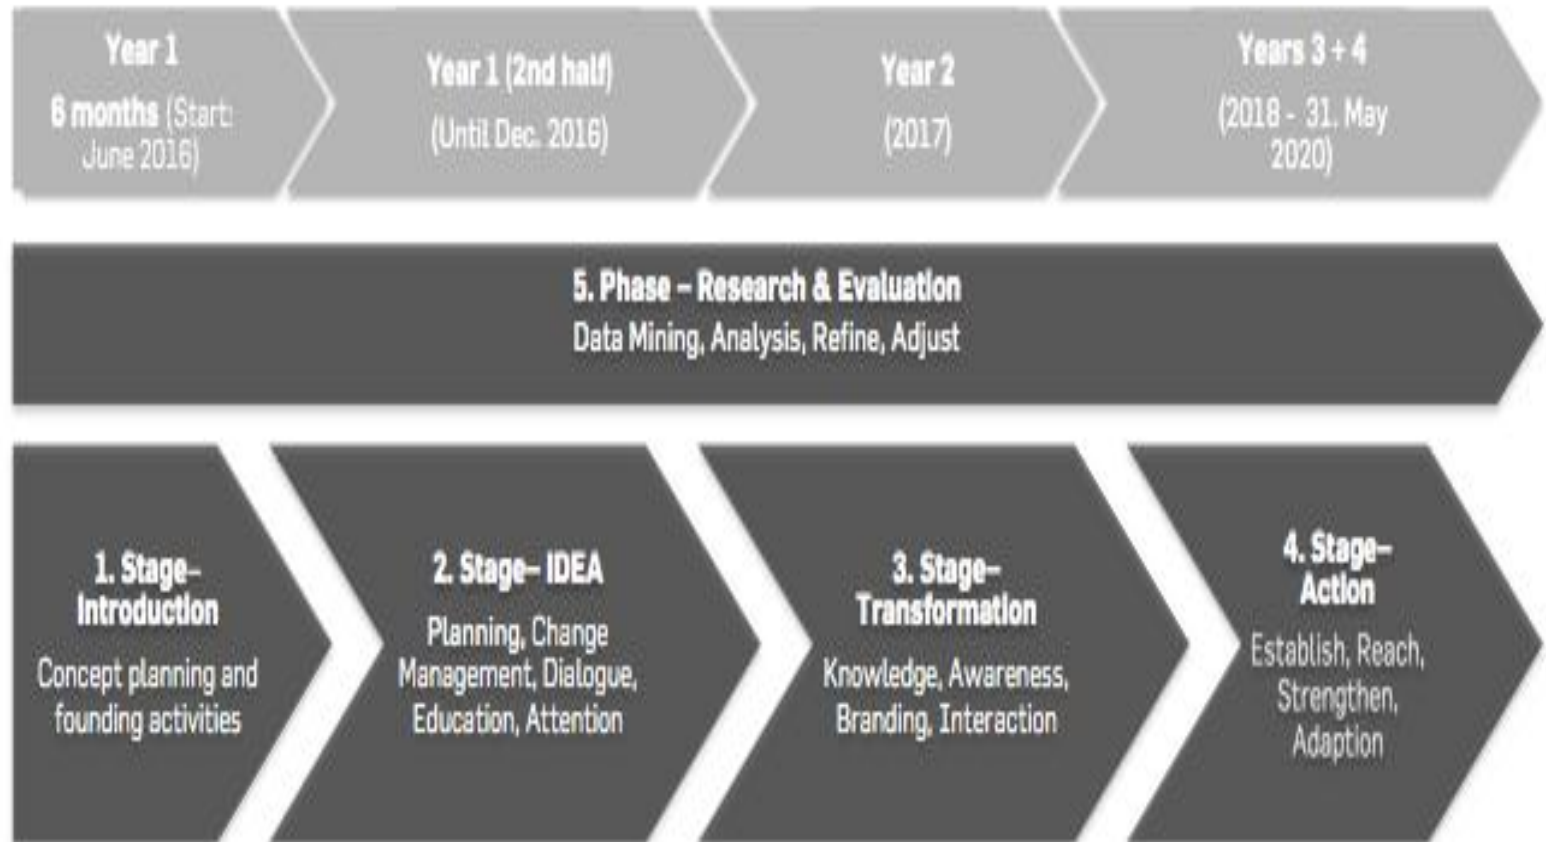 Year 1
6 months (Start:
June 2016)
Year 1 (2nd half)
(Until Dec. 2016)
Year 2
(2017)
Years 3 + 4
(2018 - 31. May
2020)
5. Phase – Research & Evaluation
Data Mining, Analysis, Refine, Adjust
1. Stage–
Introduction
Concept planning and
founding activities
2. Stage– IDEA
Planning, Change
Management, Dialogue,
Education, Attention
3. Stage–
Transformation
Knowledge, Awareness,
Branding, Interaction
4. Stage–
Action
Establish, Reach,
Strengthen,
Adaption